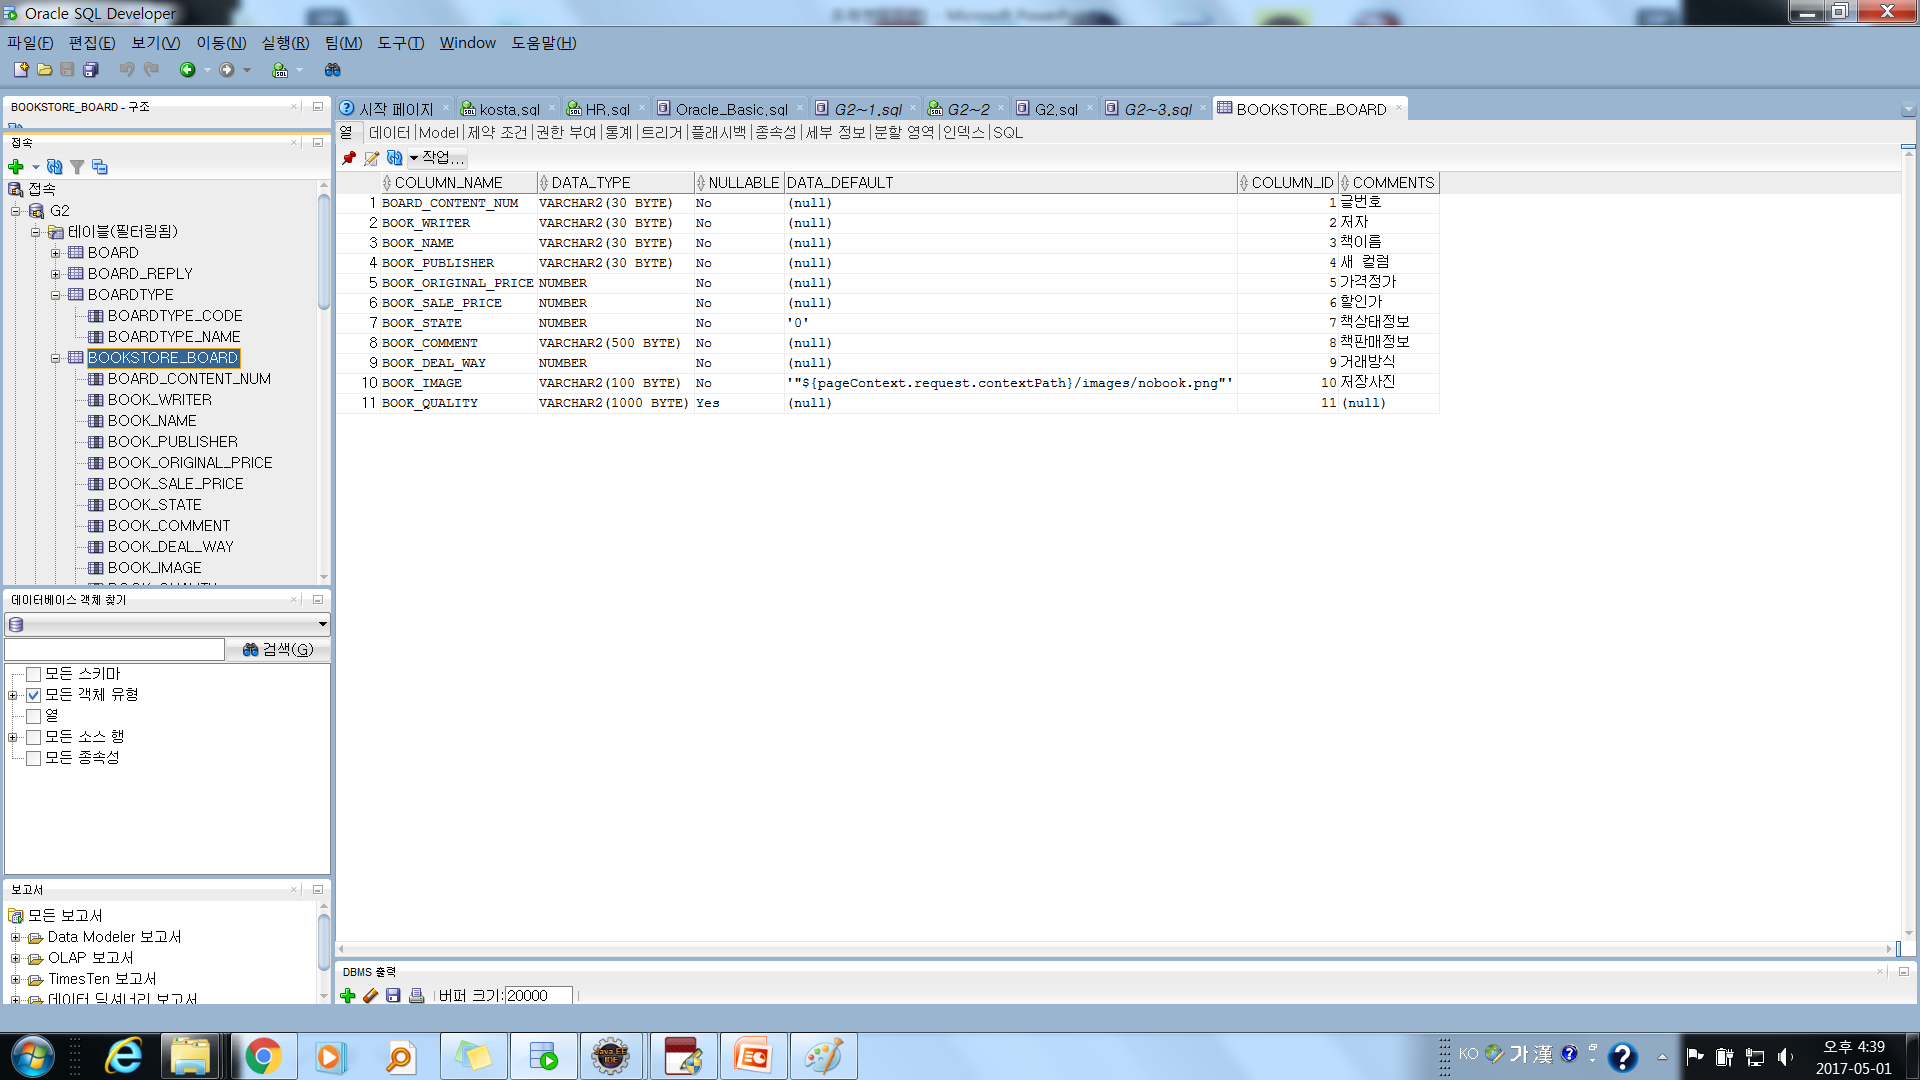 Oracle SQL Developer
파일(F) 편집(E) 보기(V) 이동(N) 실행(R) 팀(M) 도구(T) Window 도움말(H)
BOOKSTORE_BOARD - 구조
접속
접속
G2
테이블(필터링됨)
BOARD
BOARD_REPLY
BOARDTYPE
BOARDTYPE_CODE
BOARDTYPE_NAME
BOOKSTORE_BOARD
BOARD_CONTENT_NUM
BOOK_WRITER
BOOK_NAME
BOOK_PUBLISHER
BOOK_ORIGINAL_PRICE
BOOK_SALE_PRICE
BOOK_STATE
BOOK_COMMENT
BOOK_DEAL_WAY
BOOK_IMAGE
데이터베이스 객체 찾기
검색(G)
모든 스키마
모든 객체 유형
열
모든 소스 행
모든 종속성
보고서
모든 보고서
Data Modeler 보고서
OLAP 보고서
TimesTen 보고서
데이터 딕셔너리 보고서
시작 페이지 kosta.sql HR.sql Oracle_Basic.sql G2~1.sql G2~2 G2.sql G2~3.sql BOOKSTORE_BOARD
열 데이터 Model 제약 조건 권한 부여 통계 트리거 플래시백 종속성 세부 정보 분할 영역 인덱스 SQL
작업...
COLUMN_NAME DATA_TYPE NULLABLE DATA_DEFAULT COLUMN_ID COMMENTS
1 BOARD_CONTENT_NUM VARCHAR2(30 BYTE) No (null) 1 글번호
2 BOOK_WRITER VARCHAR2(30 BYTE) No (null) 2 저자
3 BOOK_NAME VARCHAR2(30 BYTE) No (null) 3 책이름
4 BOOK_PUBLISHER VARCHAR2(30 BYTE) No (null) 4 새 컬럼
5 BOOK_ORIGINAL_PRICE NUMBER No (null) 5 가격정가
6 BOOK_SALE_PRICE NUMBER No (null) 6 할인가
7 BOOK_STATE NUMBER No '0' 7 책상태정보
8 BOOK_COMMENT VARCHAR2(500 BYTE) No (null) 8 책판매정보
9 BOOK_DEAL_WAY NUMBER No (null) 9 거래방식
10 BOOK_IMAGE VARCHAR2(100 BYTE) No '"${pageContext.request.contextPath}/images/nobook.png"' 10 저장사진
11 BOOK_QUALITY VARCHAR2(1000 BYTE) Yes (null) 11 (null)
DBMS 출력
버퍼 크기: 20000
KO 가 漢
오후 4:39
2017-05-01